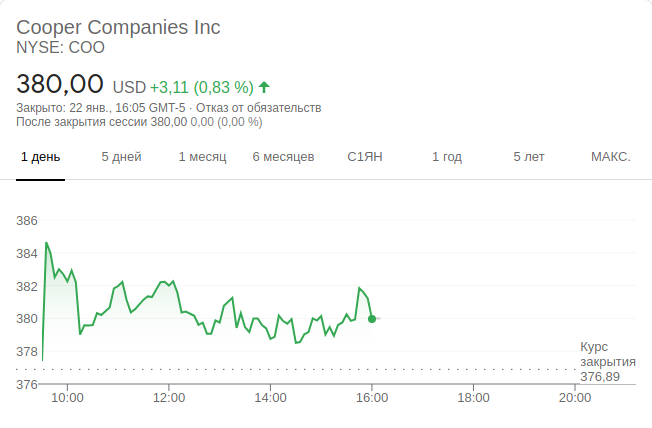 Cooper Companies Inc
NYSE: COO
380,00 USD +3,11 (0,83 %)
Закрыто: 22 янв., 16:05 GMT-5 · Отказ от обязательств
После закрытия сессии 380,00 0,00 (0,00 %)
1 день 5 дней 1 месяц 6 месяцев С1ЯН 1 год 5 лет МАКС.
386
384
382
380
378
Курс
закрытия
376,89
376
10:00 12:00 14:00 16:00 18:00 20:00